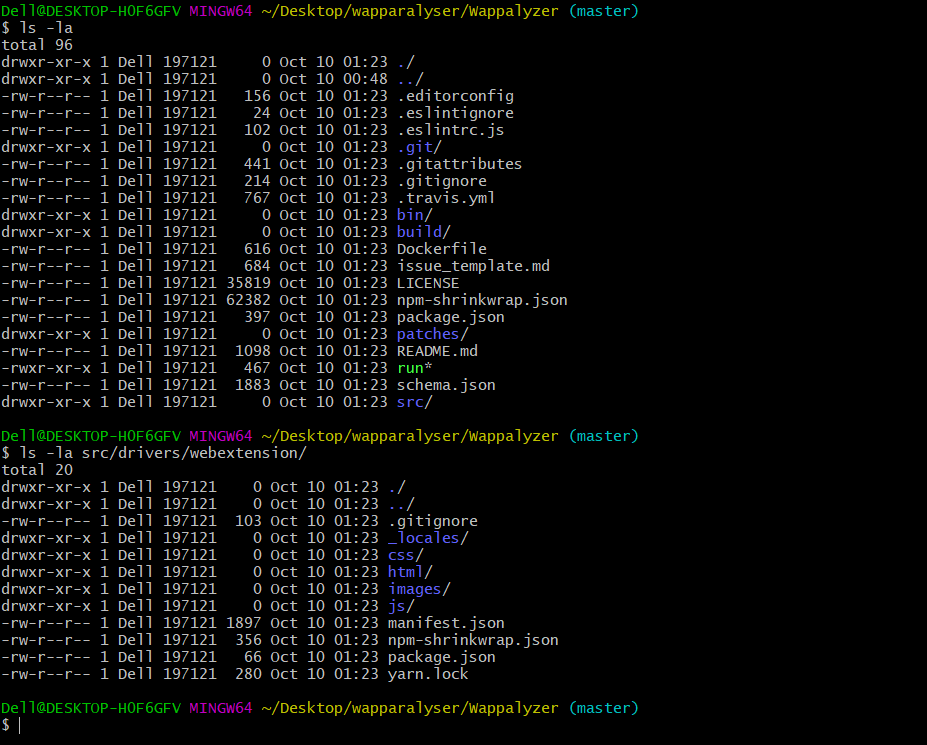 Dell@DESKTOP-H0F6GFV MINGW64 ~/Desktop/wapparalyser/Wappalyzer (master)
$ ls -la
total 96
drwxr-xr-x 1 Dell 197121     0 Oct 10 01:23 ./
drwxr-xr-x 1 Dell 197121     0 Oct 10 00:48 ../
-rw-r--r-- 1 Dell 197121   156 Oct 10 01:23 .editorconfig
-rw-r--r-- 1 Dell 197121    24 Oct 10 01:23 .eslintignore
-rw-r--r-- 1 Dell 197121   102 Oct 10 01:23 .eslintrc.js
drwxr-xr-x 1 Dell 197121     0 Oct 10 01:23 .git/
-rw-r--r-- 1 Dell 197121   441 Oct 10 01:23 .gitattributes
-rw-r--r-- 1 Dell 197121   214 Oct 10 01:23 .gitignore
-rw-r--r-- 1 Dell 197121   767 Oct 10 01:23 .travis.yml
drwxr-xr-x 1 Dell 197121     0 Oct 10 01:23 bin/
drwxr-xr-x 1 Dell 197121     0 Oct 10 01:23 build/
-rw-r--r-- 1 Dell 197121   616 Oct 10 01:23 Dockerfile
-rw-r--r-- 1 Dell 197121   684 Oct 10 01:23 issue_template.md
-rw-r--r-- 1 Dell 197121 35819 Oct 10 01:23 LICENSE
-rw-r--r-- 1 Dell 197121 62382 Oct 10 01:23 npm-shrinkwrap.json
-rw-r--r-- 1 Dell 197121   397 Oct 10 01:23 package.json
drwxr-xr-x 1 Dell 197121     0 Oct 10 01:23 patches/
-rw-r--r-- 1 Dell 197121  1098 Oct 10 01:23 README.md
-rwxr-xr-x 1 Dell 197121   467 Oct 10 01:23 run*
-rw-r--r-- 1 Dell 197121  1883 Oct 10 01:23 schema.json
drwxr-xr-x 1 Dell 197121     0 Oct 10 01:23 src/
Dell@DESKTOP-H0F6GFV MINGW64 ~/Desktop/wapparalyser/Wappalyzer (master)
$ ls -la src/drivers/webextension/
total 20
drwxr-xr-x 1 Dell 197121    0 Oct 10 01:23 ./
drwxr-xr-x 1 Dell 197121    0 Oct 10 01:23 ../
-rw-r--r-- 1 Dell 197121  103 Oct 10 01:23 .gitignore
drwxr-xr-x 1 Dell 197121    0 Oct 10 01:23 _locales/
drwxr-xr-x 1 Dell 197121    0 Oct 10 01:23 css/
drwxr-xr-x 1 Dell 197121    0 Oct 10 01:23 html/
drwxr-xr-x 1 Dell 197121    0 Oct 10 01:23 images/
drwxr-xr-x 1 Dell 197121    0 Oct 10 01:23 js/
-rw-r--r-- 1 Dell 197121 1897 Oct 10 01:23 manifest.json
-rw-r--r-- 1 Dell 197121  356 Oct 10 01:23 npm-shrinkwrap.json
-rw-r--r-- 1 Dell 197121   66 Oct 10 01:23 package.json
-rw-r--r-- 1 Dell 197121  280 Oct 10 01:23 yarn.lock
Dell@DESKTOP-H0F6GFV MINGW64 ~/Desktop/wapparalyser/Wappalyzer (master)
$